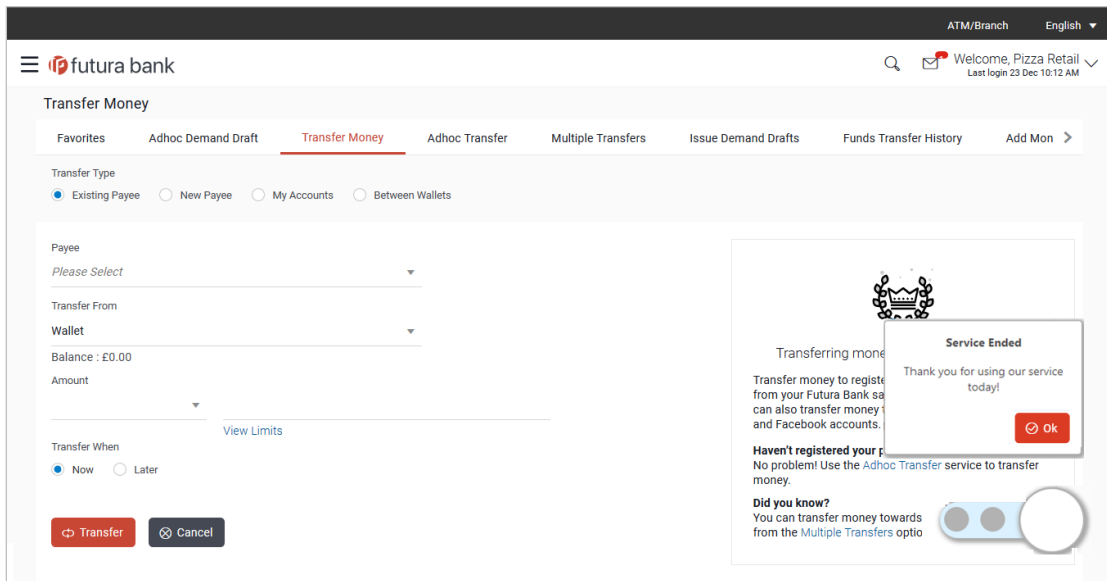 ATM/Branch English
futura bank
Welcome, Pizza Retail
Last login 23 Dec 10:12 AM
Transfer Money
Favorites Adhoc Demand Draft Transfer Money Adhoc Transfer Multiple Transfers Issue Demand Drafts Funds Transfer History Add Mon
Transfer Type
Existing Payee New Payee My Accounts Between Wallets
Payee
Please Select
Transfer From
Wallet
Balance : £0.00
Amount
View Limits
Transfer When
Now Later
Transfer Cancel
Transferring mone
Transfer money to registe
from your Futura Bank sa
can also transfer money
and Facebook accounts.
Haven't registered your
No problem! Use the Adhoc Transfer service to transfer
money.
Did you know?
You can transfer money towards
from the Multiple Transfers optio
Service Ended
Thank you for using our service
today!
Ok